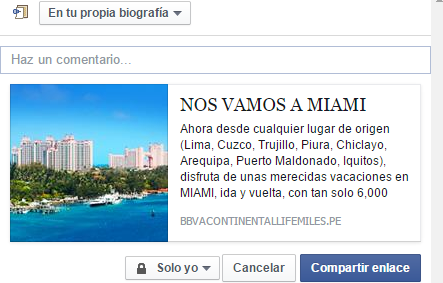 En tu propia biografía
Haz un comentario...
NOS VAMOS A MIAMI
Ahora desde cualquier lugar de origen
(Lima, Cuzco, Trujillo, Piura, Chiclayo,
Arequipa, Puerto Maldonado, Iquitos),
disfruta de unas merecidas vacaciones en
MIAMI, ida y vuelta, con tan solo 6,000
BBVACONTINENTALLIFEMILES.PE
Solo yo
Cancelar
Compartir enlace